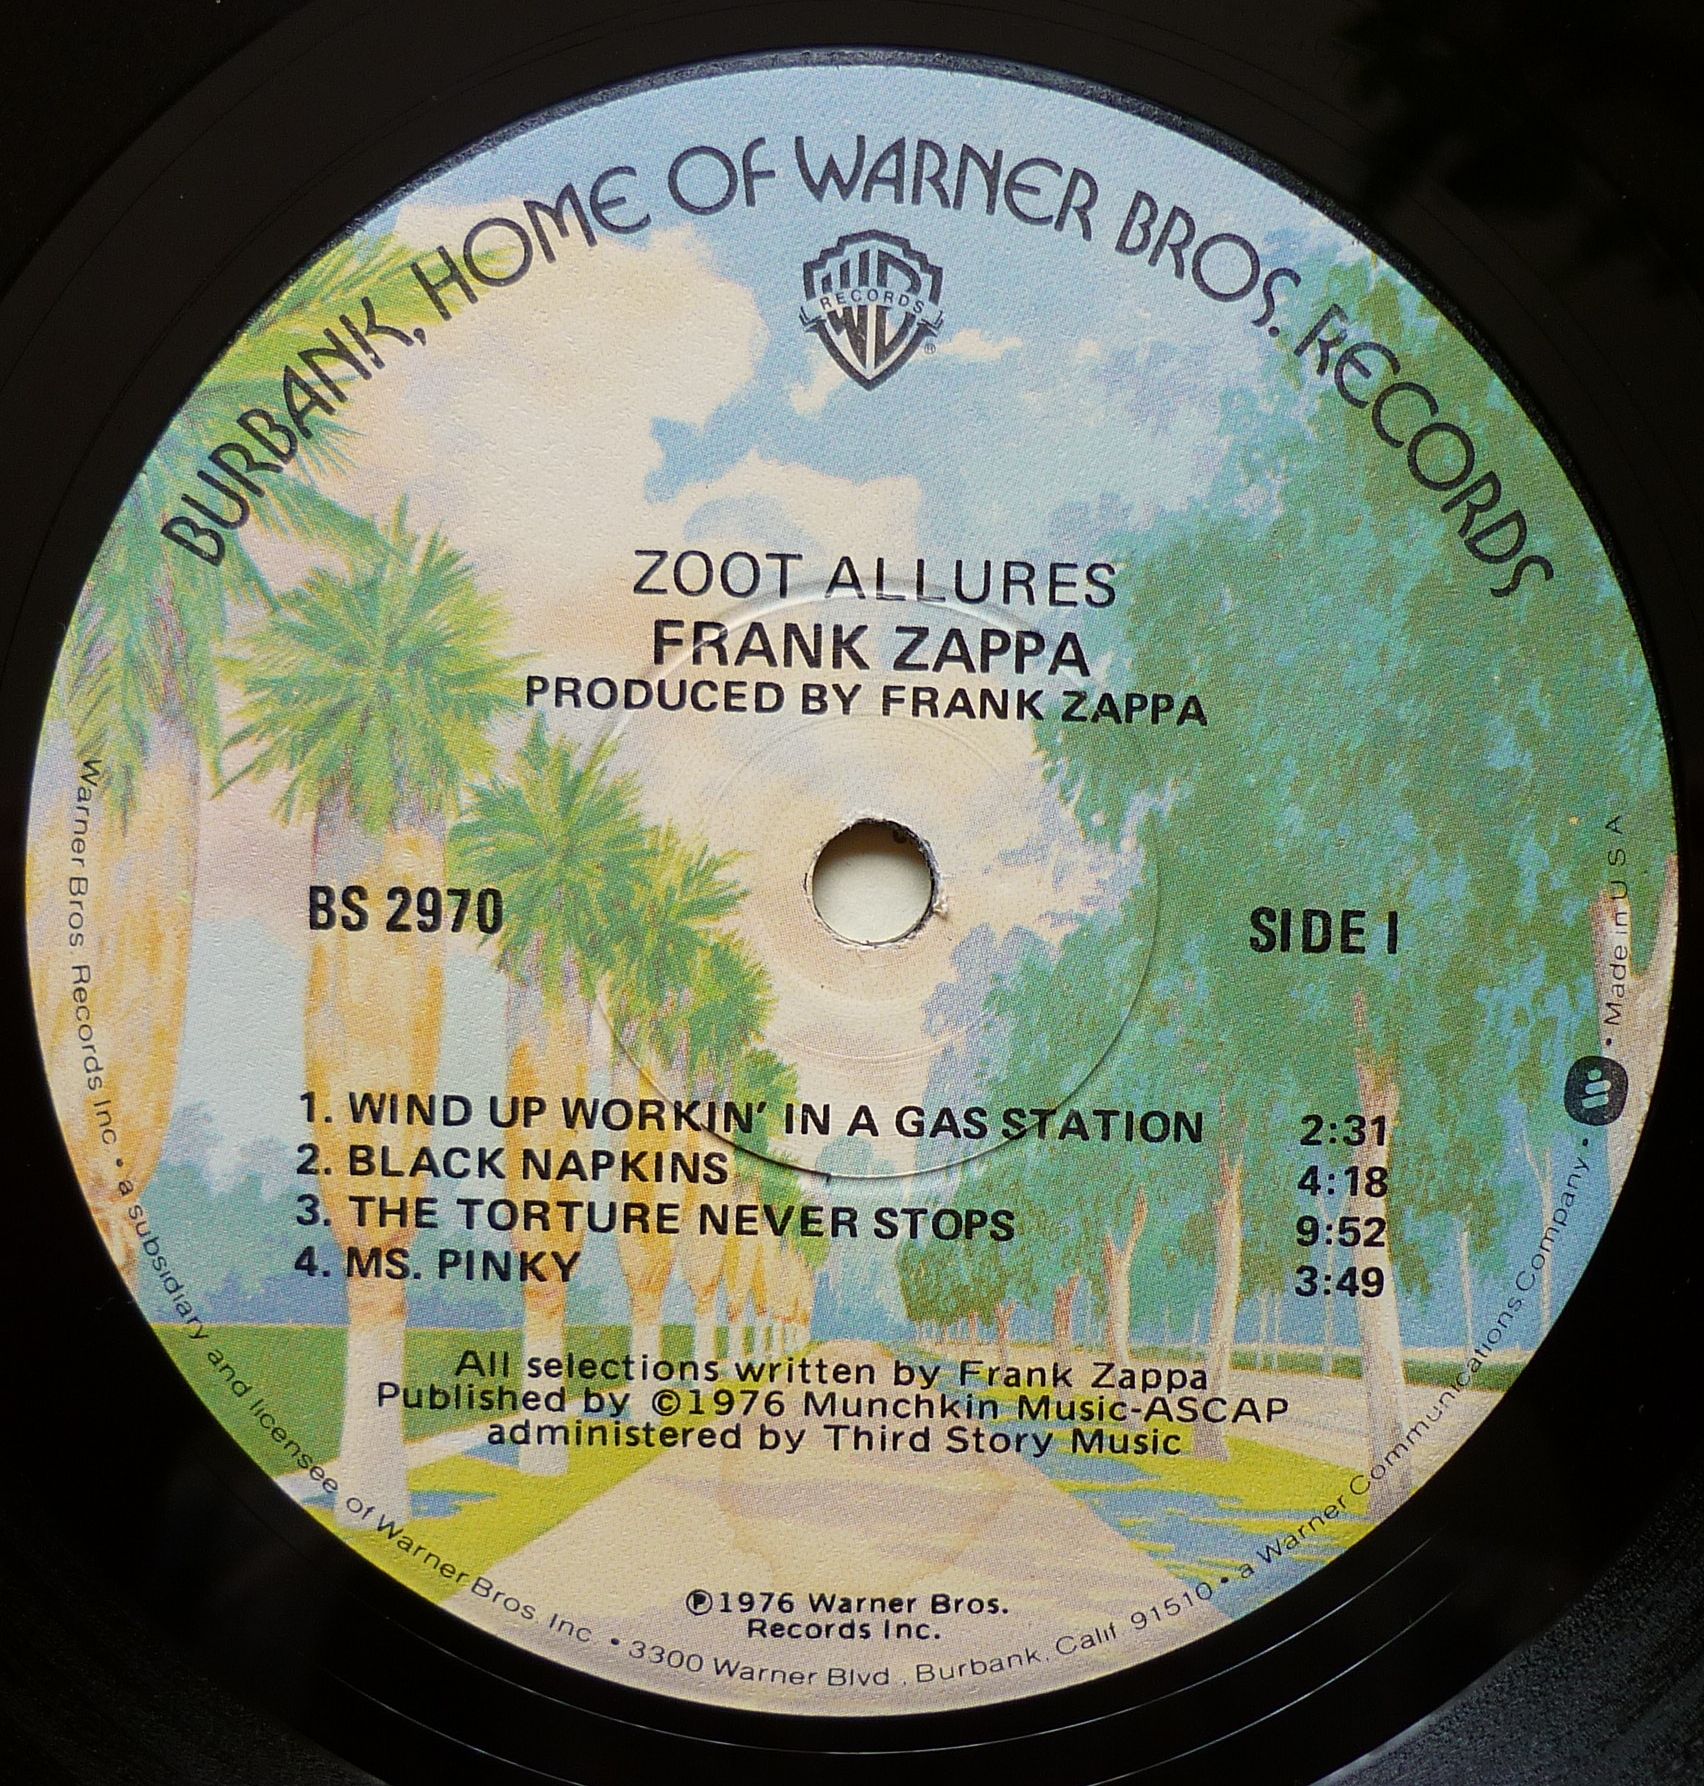 BURBANK, HOME OF WARNER BROS. RECORDS
W B
RECORDS
®
ZOOT ALLURES
FRANK ZAPPA
PRODUCED BY FRANK ZAPPA
BS 2970
SIDE I
1. WIND UP WORKIN' IN A GAS STATION 2:31
2. BLACK NAPKINS 4:18
3. THE TORTURE NEVER STOPS 9:52
4. MS. PINKY 3:49
All selections written by Frank Zappa
Published by ©1976 Munchkin Music-ASCAP
administered by Third Story Music
℗1976 Warner Bros.
Records Inc.
Warner Bros. Records Inc. • a subsidiary and licensee of Warner Bros. Inc. • 3300 Warner Blvd., Burbank, Calif. 91510 • a Warner Communications Company • Made in U S A